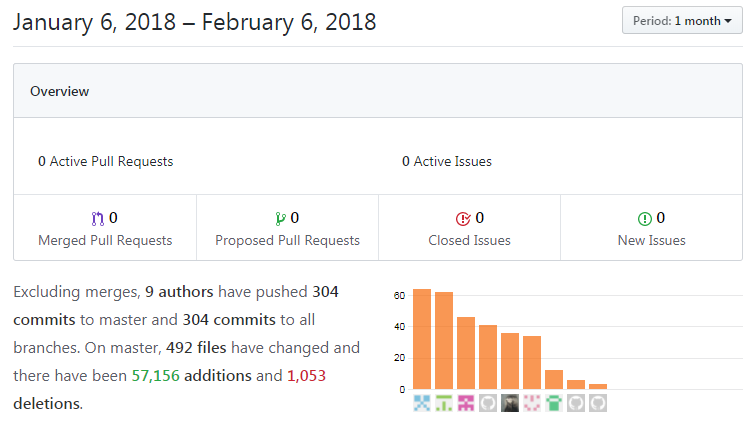 January 6, 2018 – February 6, 2018
Period: 1 month
Overview
0 Active Pull Requests
0 Active Issues
0
Merged Pull Requests
0
Proposed Pull Requests
0
Closed Issues
0
New Issues
Excluding merges, 9 authors have pushed 304
commits to master and 304 commits to all
branches. On master, 492 files have changed and
there have been 57,156 additions and 1,053
deletions.
60
40
20
0